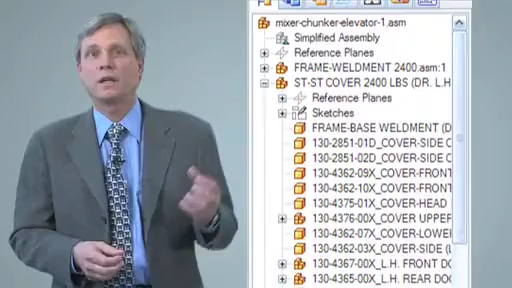 mixer-chunker-elevator-1.asm
Simplified Assembly
Reference Planes
FRAME-WELDMENT 2400.asm:1
ST-ST COVER 2400 LBS (DR. L.H
Reference Planes
Sketches
FRAME-BASE WELDMENT (D
130-2851-01D_COVER-SIDE C
130-2851-02D_COVER-SIDE C
130-4362-09X_COVER-FRONT
130-4362-10X_COVER-FRONT
130-4375-01X_COVER-HEAD
130-4376-00X_COVER UPPER
130-4362-07X_COVER-LOWE
130-4362-03X_COVER-SIDE (L
130-4367-00X_L.H. FRONT DO
130-4365-00X_L.H. REAR DOO